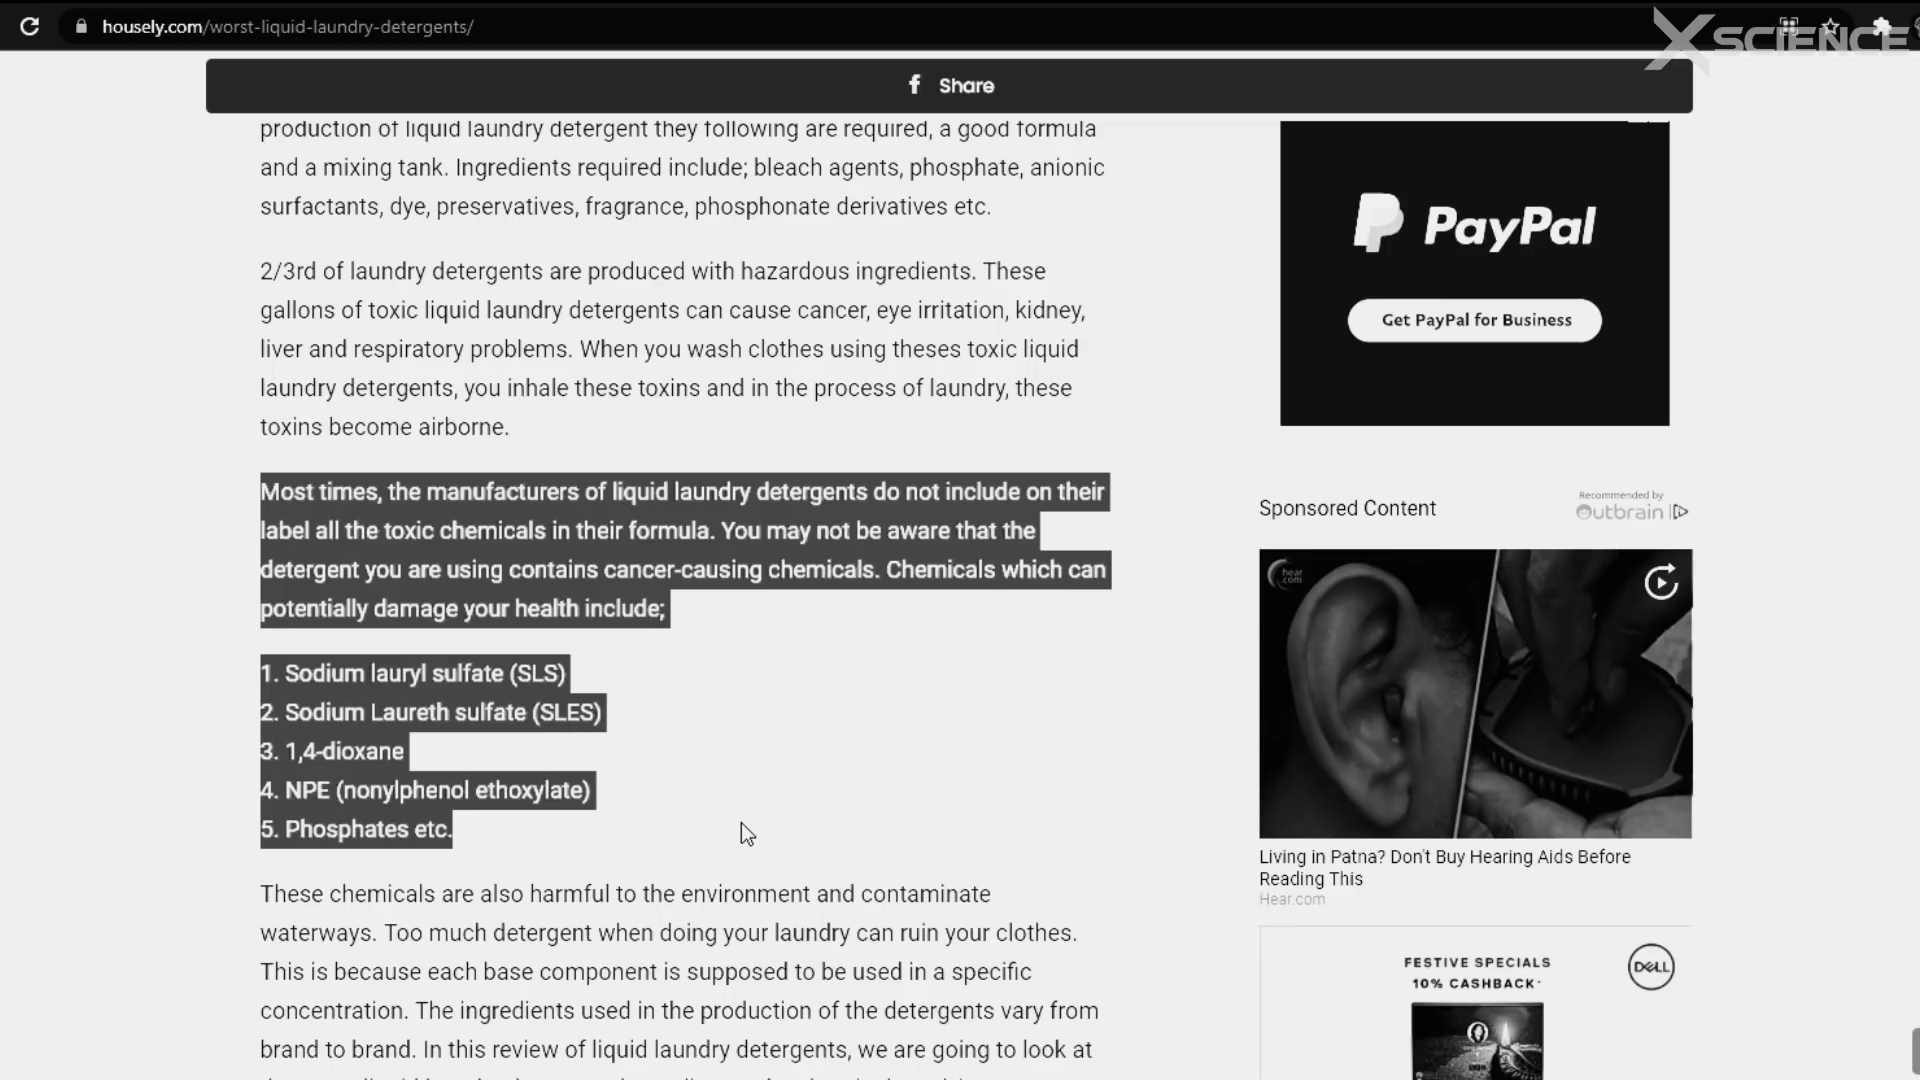 housely.com/worst-liquid-laundry-detergents/
XSCIENCE
f Share
production of liquid laundry detergent they following are required, a good formula
and a mixing tank. Ingredients required include; bleach agents, phosphate, anionic
surfactants, dye, preservatives, fragrance, phosphonate derivatives etc.
2/3rd of laundry detergents are produced with hazardous ingredients. These
gallons of toxic liquid laundry detergents can cause cancer, eye irritation, kidney,
liver and respiratory problems. When you wash clothes using theses toxic liquid
laundry detergents, you inhale these toxins and in the process of laundry, these
toxins become airborne.
Most times, the manufacturers of liquid laundry detergents do not include on their
label all the toxic chemicals in their formula. You may not be aware that the
detergent you are using contains cancer-causing chemicals. Chemicals which can
potentially damage your health include;
1. Sodium lauryl sulfate (SLS)
2. Sodium Laureth sulfate (SLES)
3. 1,4-dioxane
4. NPE (nonylphenol ethoxylate)
5. Phosphates etc.
These chemicals are also harmful to the environment and contaminate
waterways. Too much detergent when doing your laundry can ruin your clothes.
This is because each base component is supposed to be used in a specific
concentration. The ingredients used in the production of the detergents vary from
brand to brand. In this review of liquid laundry detergents, we are going to look at
PayPal
Get PayPal for Business
Sponsored Content
Recommended by
Outbrain
hear
.com
Living in Patna? Don't Buy Hearing Aids Before
Reading This
Hear.com
FESTIVE SPECIALS
10% CASHBACK*
DELL